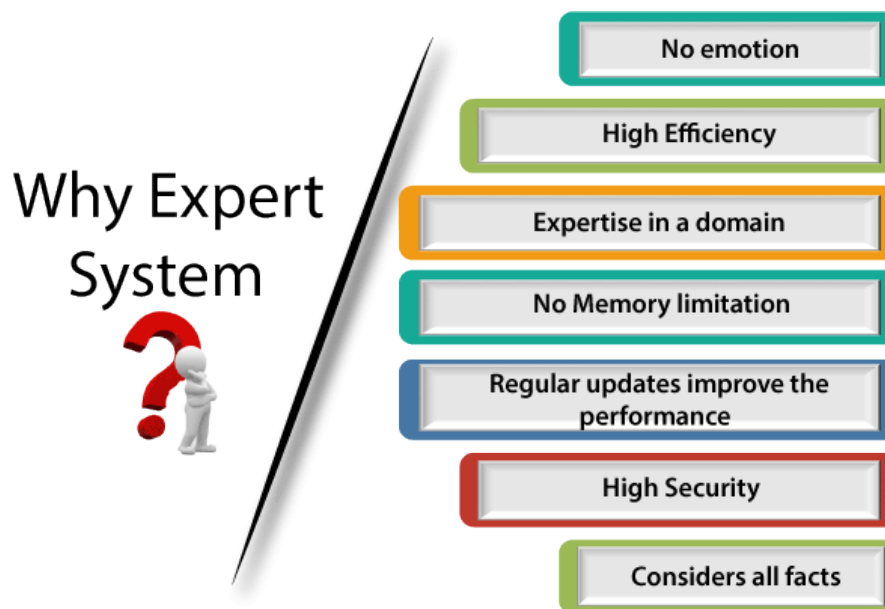 Why Expert
System
No emotion
High Efficiency
Expertise in a domain
No Memory limitation
Regular updates improve the
performance
High Security
Considers all facts